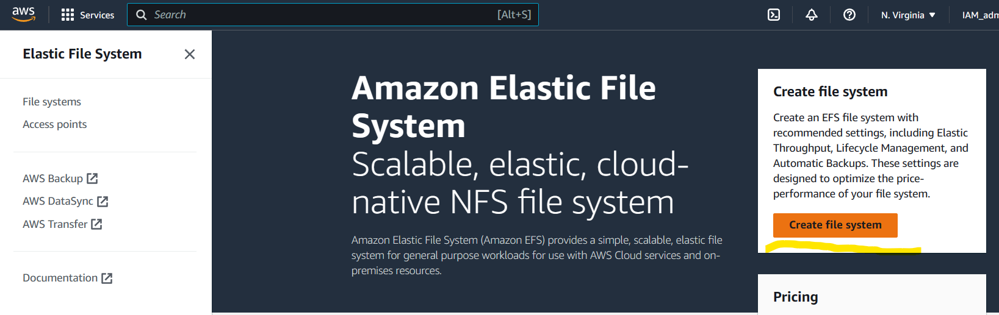 aws
Services
Search
[Alt+S]
N. Virginia
Elastic File System
File systems
Access points
AWS Backup
AWS DataSync
AWS Transfer
Documentation
Amazon Elastic File
System
Scalable, elastic, cloud-
native NFS file system
Amazon Elastic File System (Amazon EFS) provides a simple, scalable, elastic file
system for general purpose workloads for use with AWS Cloud services and on-
premises resources.
Create file system
Create an EFS file system with
recommended settings, including Elastic
Throughput, Lifecycle Management, and
Automatic Backups. These settings are
designed to optimize the price-
performance of your file system.
Create file system
Pricing